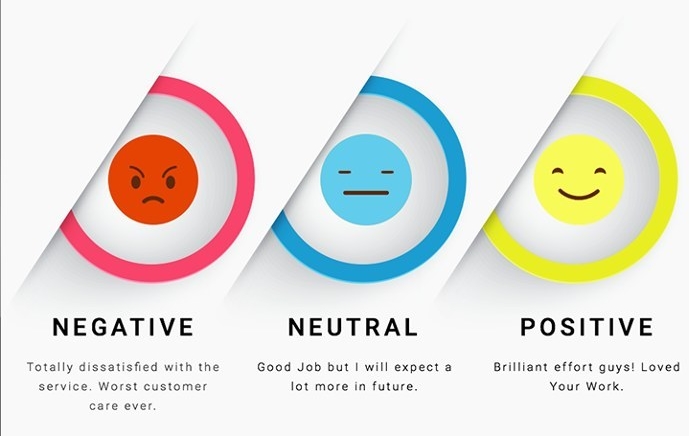 NEGATIVE
Totally dissatisfied with the
service. Worst customer
care ever.
NEUTRAL
Good Job but I will expect a
lot more in future.
POSITIVE
Brilliant effort guys! Loved
Your Work.